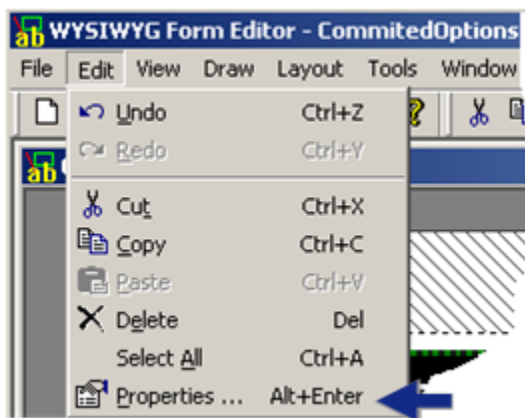 WYSIWYG Form Editor - CommitedOptions
File Edit View Draw Layout Tools Window
Undo Ctrl+Z
Redo Ctrl+Y
Cut Ctrl+X
Copy Ctrl+C
Paste Ctrl+V
Delete Del
Select All Ctrl+A
Properties ... Alt+Enter